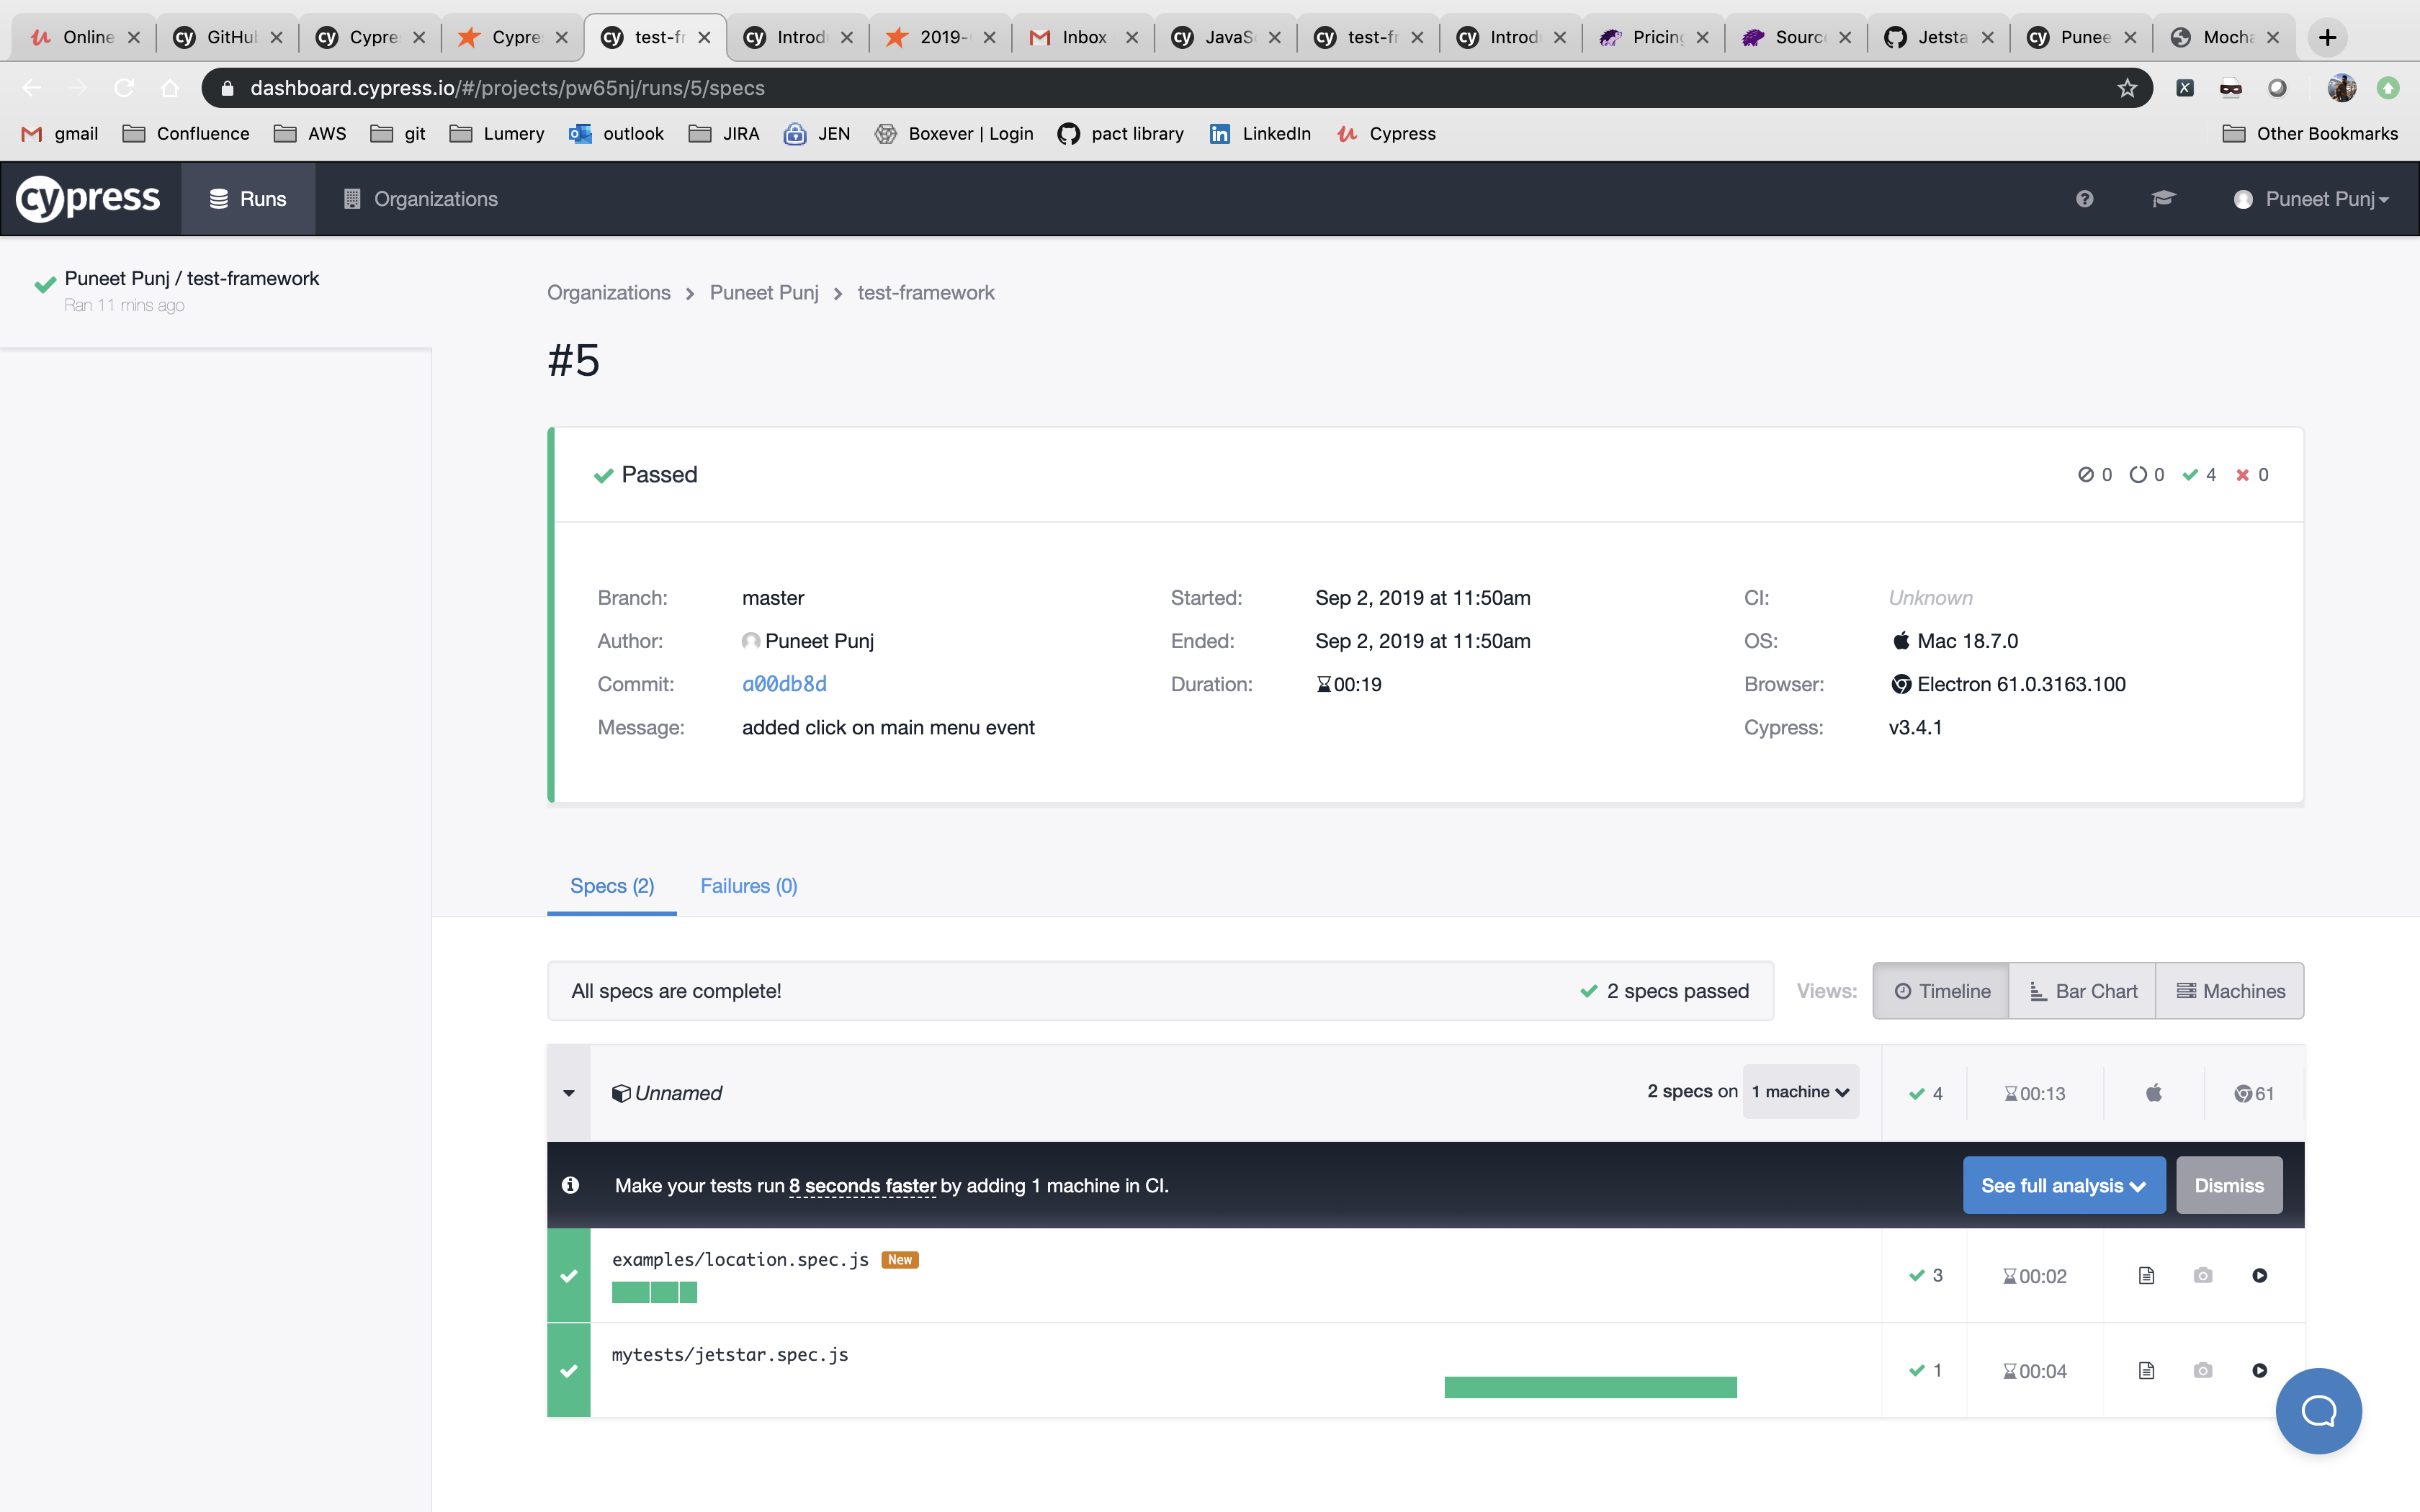 Online GitHu Cypre Cypre test-fr Introd 2019- Inbox JavaS test-fr Introd Pricing Sourc Jetsta Punee Mocha
dashboard.cypress.io/#/projects/pw65nj/runs/5/specs
gmail Confluence AWS git Lumery outlook JIRA JEN Boxever | Login pact library LinkedIn Cypress Other Bookmarks
cypress Runs Organizations Puneet Punj
Puneet Punj / test-framework
Ran 11 mins ago
Organizations > Puneet Punj > test-framework
#5
Passed 0 0 4 0
Branch: master Started: Sep 2, 2019 at 11:50am CI: Unknown
Author: Puneet Punj Ended: Sep 2, 2019 at 11:50am OS: Mac 18.7.0
Commit: a00db8d Duration: 00:19 Browser: Electron 61.0.3163.100
Message: added click on main menu event Cypress: v3.4.1
Specs (2) Failures (0)
All specs are complete! 2 specs passed Views: Timeline Bar Chart Machines
Unnamed 2 specs on 1 machine 4 00:13 61
Make your tests run 8 seconds faster by adding 1 machine in CI. See full analysis Dismiss
examples/location.spec.js New 3 00:02
mytests/jetstar.spec.js 1 00:04